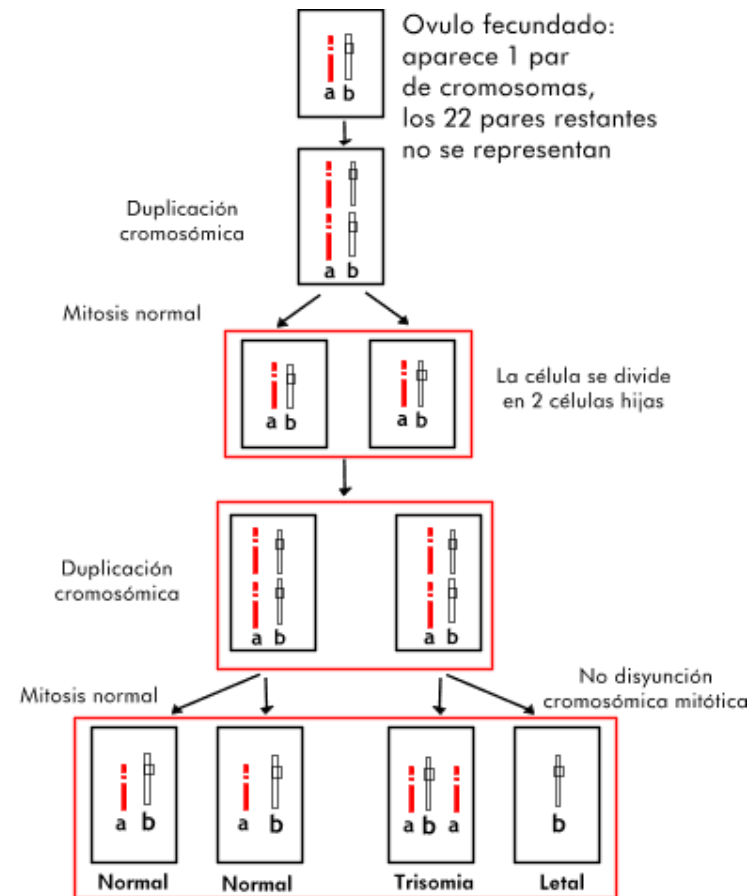 Ovulo fecundado:
aparece 1 par
de cromosomas,
los 22 pares restantes
no se representan
a b
Duplicación
cromosómica
a b
Mitosis normal
a b
a b
La célula se divide
en 2 células hijas
Duplicación
cromosómica
a b
a b
Mitosis normal
No disyunción
cromosómica mitótica
a b
a b
a b a
b
Normal
Normal
Trisomia
Letal